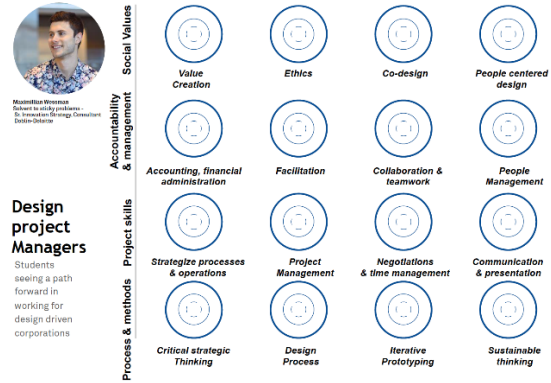 Maximillian Wessman
Solvent to sticky problems –
Sr. Innovation Strategy, Consultant
Doblin-Deloitte
Design
project
Managers
Students
seeing a path
forward in
working for
design driven
corporations
Social Values
Value
Creation
Ethics
Co-design
People centered
design
Accountability
& management
Accounting, financial
administration
Facilitation
Collaboration &
teamwork
People
Management
Project skills
Strategize processes
& operations
Project
Management
Negotiations
& time management
Communication
& presentation
Process & methods
Critical strategic
Thinking
Design
Process
Iterative
Prototyping
Sustainable
thinking